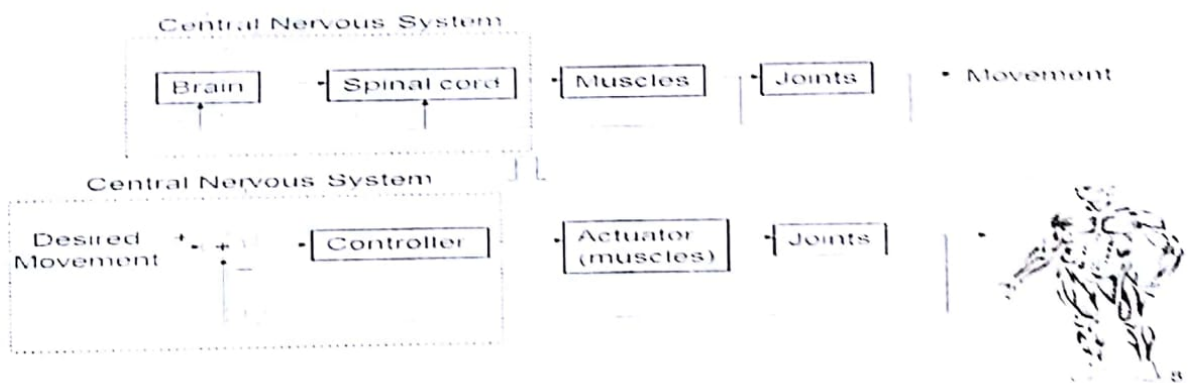 Central Nervous System
Brain
Spinal cord
Muscles
Joints
Movement
Central Nervous System
Desired
Movement
+
+
−
Controller
Actuator
(muscles)
Joints
8